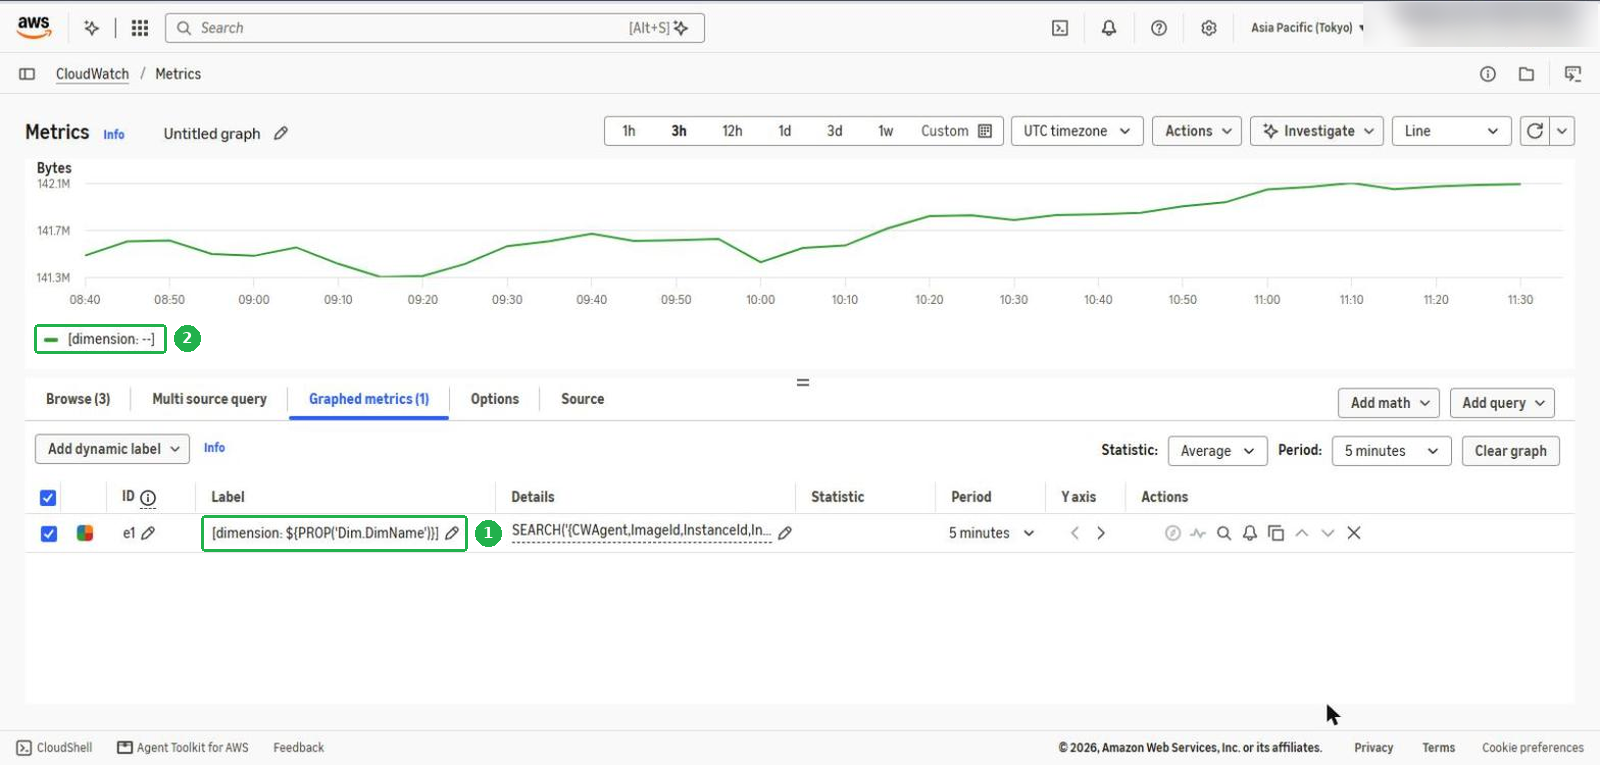 aws
Search [Alt+S]
Asia Pacific (Tokyo)
CloudWatch / Metrics
Metrics Info Untitled graph
1h 3h 12h 1d 3d 1w Custom UTC timezone Actions Investigate Line
Bytes
142.1M
141.7M
141.3M
08:40 08:50 09:00 09:10 09:20 09:30 09:40 09:50 10:00 10:10 10:20 10:30 10:40 10:50 11:00 11:10 11:20 11:30
[dimension: --] 2
Browse (3) Multi source query Graphed metrics (1) Options Source Add math Add query
Add dynamic label Info Statistic: Average Period: 5 minutes Clear graph
ID Label Details Statistic Period Y axis Actions
e1 [dimension: ${PROP('Dim.DimName')}] 1 SEARCH('{CWAgent,ImageId,InstanceId,In... 5 minutes
CloudShell Agent Toolkit for AWS Feedback © 2026, Amazon Web Services, Inc. or its affiliates. Privacy Terms Cookie preferences